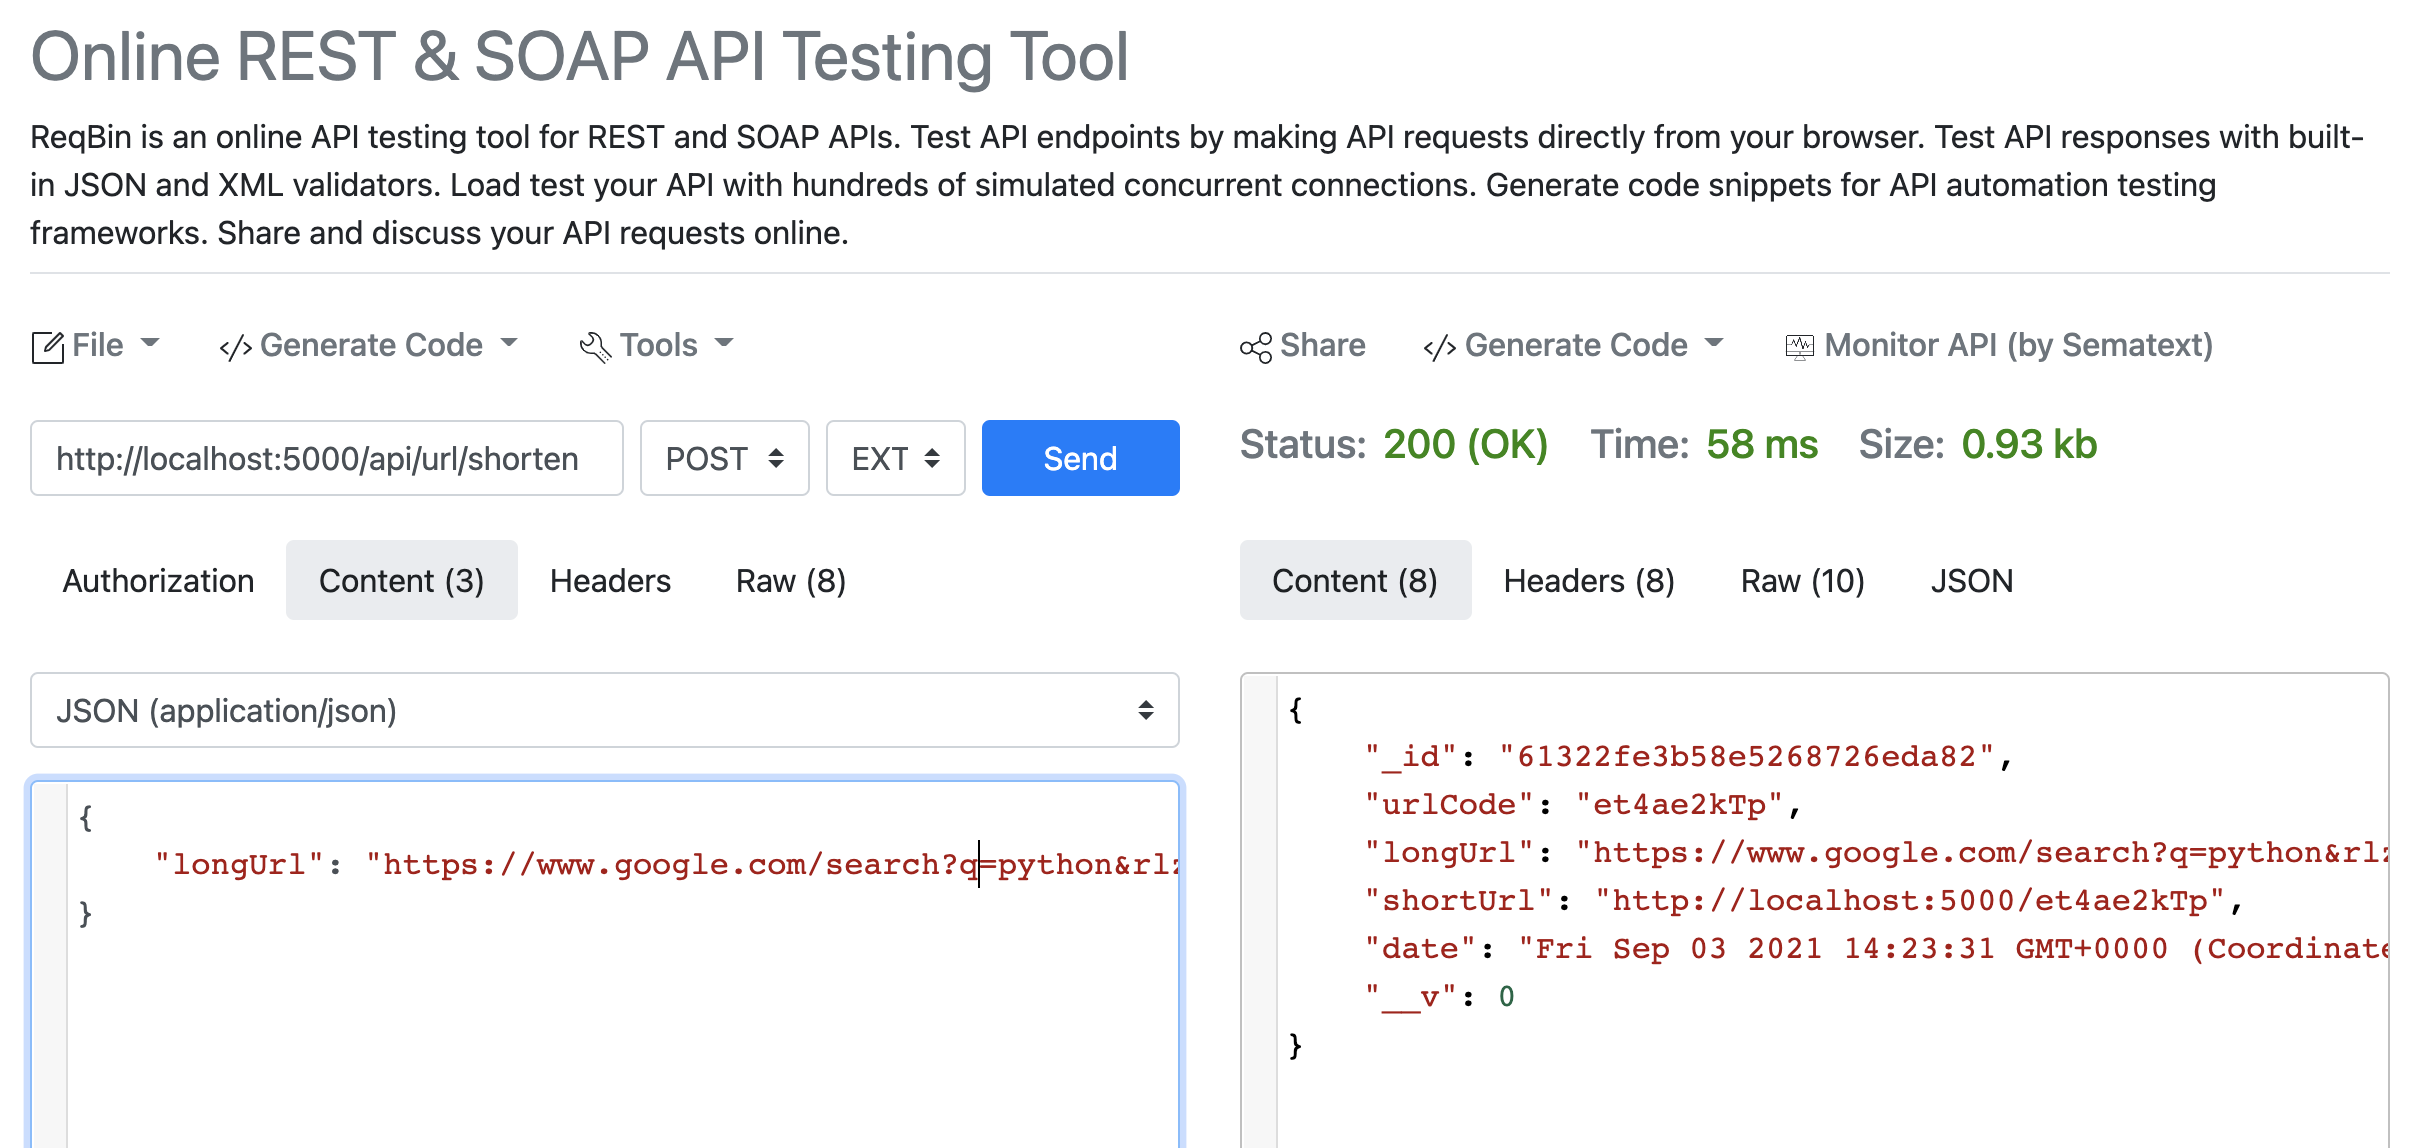 Online REST & SOAP API Testing Tool
ReqBin is an online API testing tool for REST and SOAP APIs. Test API endpoints by making API requests directly from your browser. Test API responses with built-
in JSON and XML validators. Load test your API with hundreds of simulated concurrent connections. Generate code snippets for API automation testing
frameworks. Share and discuss your API requests online.
File
</> Generate Code
Tools
Share
</> Generate Code
Monitor API (by Sematext)
http://localhost:5000/api/url/shorten
POST
EXT
Send
Status: 200 (OK) Time: 58 ms Size: 0.93 kb
Authorization
Content (3)
Headers
Raw (8)
Content (8)
Headers (8)
Raw (10)
JSON
JSON (application/json)
{
"longUrl": "https://www.google.com/search?q=python&rlz
}
{
"_id": "61322fe3b58e5268726eda82",
"urlCode": "et4ae2kTp",
"longUrl": "https://www.google.com/search?q=python&rlz
"shortUrl": "http://localhost:5000/et4ae2kTp",
"date": "Fri Sep 03 2021 14:23:31 GMT+0000 (Coordinate
"__v": 0
}